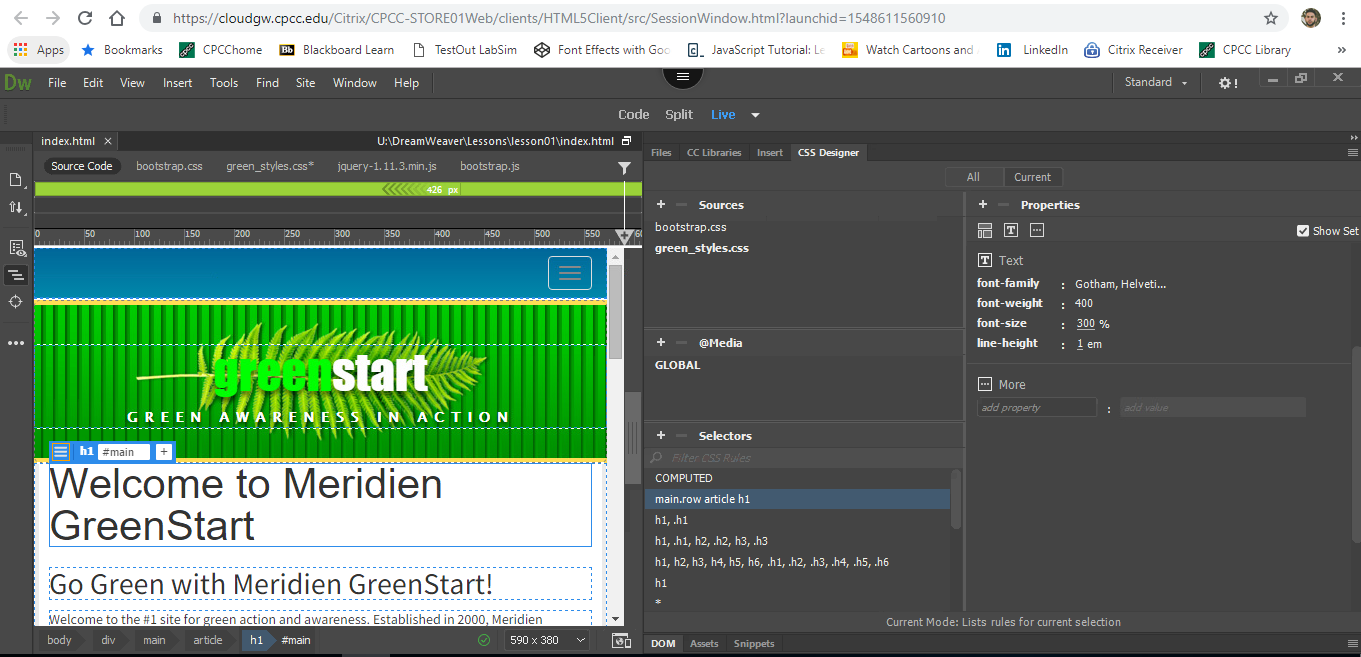 https://cloudgw.cpcc.edu/Citrix/CPCC-STORE01Web/clients/HTML5Client/src/SessionWindow.html?launchid=1548611560910
Apps Bookmarks CPCChome Bb Blackboard Learn TestOut LabSim Font Effects with Goo JavaScript Tutorial: Le Watch Cartoons and LinkedIn Citrix Receiver CPCC Library »
Dw File Edit View Insert Tools Find Site Window Help Standard
Code Split Live
index.html × U:\DreamWeaver\Lessons\lesson01\index.html
Source Code bootstrap.css green_styles.css* jquery-1.11.3.min.js bootstrap.js
426 px
0 50 100 150 200 250 300 350 400 450 500 550
greenstart
GREEN AWARENESS IN ACTION
h1 #main +
Welcome to Meridien
GreenStart
Go Green with Meridien GreenStart!
Welcome to the #1 site for green action and awareness. Established in 2000, Meridien
body div main article h1 #main 590 x 380
Files CC Libraries Insert CSS Designer
All Current
+ Sources
bootstrap.css
green_styles.css
+ @Media
GLOBAL
+ Selectors
Filter CSS Rules
COMPUTED
main.row article h1
h1, .h1
h1, .h1, h2, .h2, h3, .h3
h1, h2, h3, h4, h5, h6, .h1, .h2, .h3, .h4, .h5, .h6
h1
*
+ Properties
Show Set
T Text
font-family : Gotham, Helveti...
font-weight : 400
font-size : 300 %
line-height : 1 em
More
add property : add value
Current Mode: Lists rules for current selection
DOM Assets Snippets